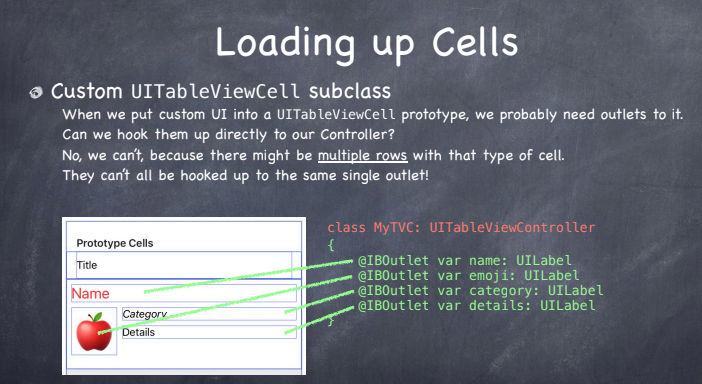 Loading up Cells
Custom UITableViewCell subclass
When we put custom UI into a UITableViewCell prototype, we probably need outlets to it.
Can we hook them up directly to our Controller?
No, we can't, because there might be multiple rows with that type of cell.
They can't all be hooked up to the same single outlet!
Prototype Cells
Title
Name
Category
Details
class MyTVC: UITableViewController
{
@IBOutlet var name: UILabel
@IBOutlet var emoji: UILabel
@IBOutlet var category: UILabel
@IBOutlet var details: UILabel
}